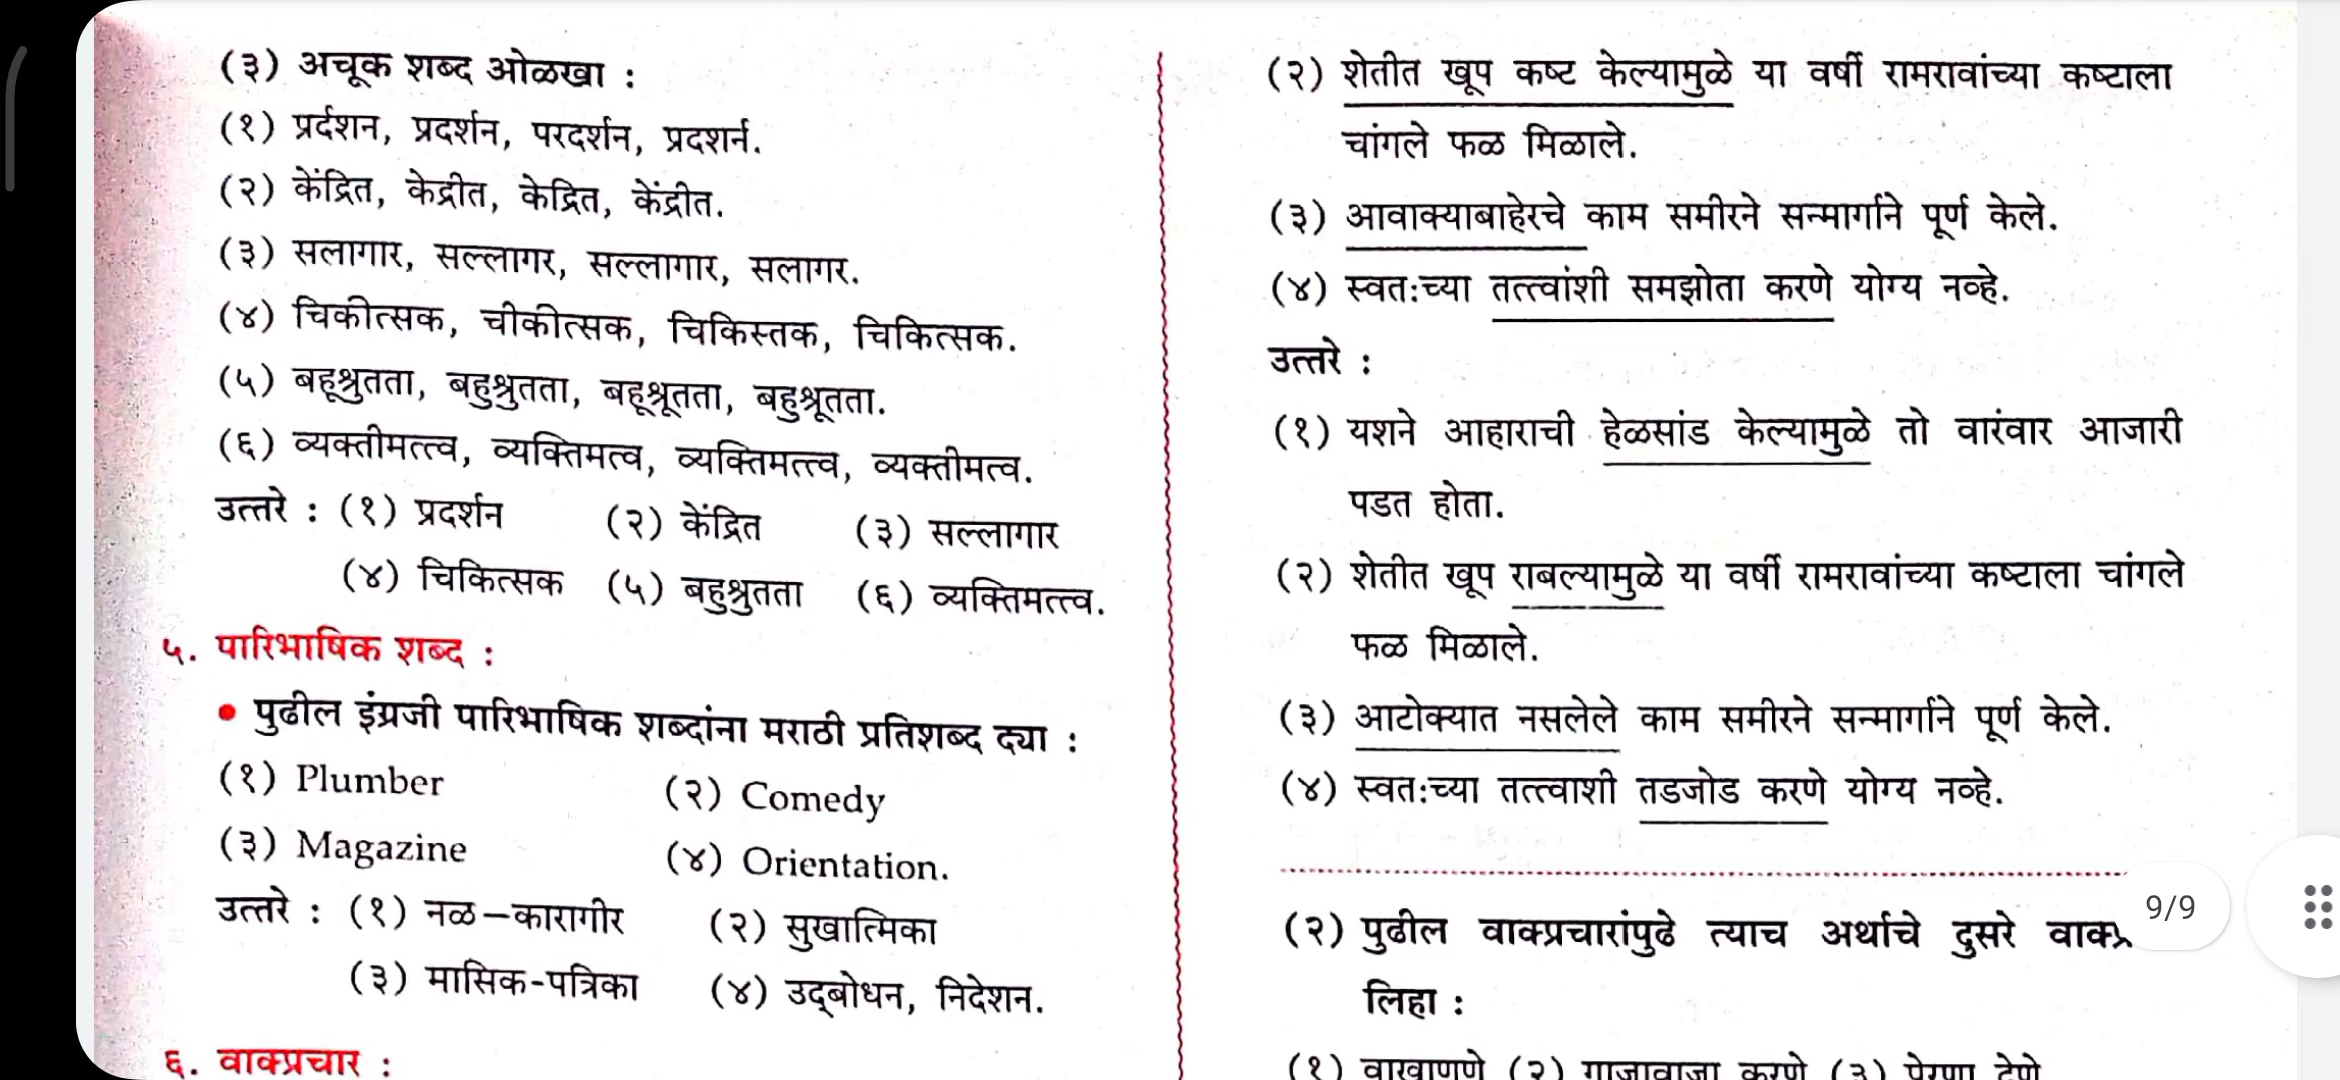 (३) अचूक शब्द ओळखा :
(१) प्रर्दशन, प्रदर्शन, परदर्शन, प्रदशर्न.
(२) केंद्रित, केद्रीत, केद्रित, केंद्रीत.
(३) सलागार, सल्लागर, सल्लागार, सलागर.
(४) चिकीत्सक, चीकीत्सक, चिकिस्तक, चिकित्सक.
(५) बहूश्रुतता, बहुश्रुतता, बहूश्रूतता, बहुश्रूतता.
(६) व्यक्तीमत्त्व, व्यक्तिमत्व, व्यक्तिमत्त्व, व्यक्तीमत्व.
उत्तरे : (१) प्रदर्शन (२) केंद्रित (३) सल्लागार
(४) चिकित्सक (५) बहुश्रुतता (६) व्यक्तिमत्त्व.
५. पारिभाषिक शब्द :
• पुढील इंग्रजी पारिभाषिक शब्दांना मराठी प्रतिशब्द द्या :
(१) Plumber (२) Comedy
(३) Magazine (४) Orientation.
उत्तरे : (१) नळ–कारागीर (२) सुखात्मिका
(३) मासिक-पत्रिका (४) उद्‌बोधन, निदेशन.
६. वाक्प्रचार :
(२) शेतीत खूप कष्ट केल्यामुळे या वर्षी रामरावांच्या कष्टाला
चांगले फळ मिळाले.
(३) आवाक्याबाहेरचे काम समीरने सन्मार्गाने पूर्ण केले.
(४) स्वतःच्या तत्त्वांशी समझोता करणे योग्य नव्हे.
उत्तरे :
(१) यशने आहाराची हेळसांड केल्यामुळे तो वारंवार आजारी
पडत होता.
(२) शेतीत खूप राबल्यामुळे या वर्षी रामरावांच्या कष्टाला चांगले
फळ मिळाले.
(३) आटोक्यात नसलेले काम समीरने सन्मार्गाने पूर्ण केले.
(४) स्वतःच्या तत्त्वाशी तडजोड करणे योग्य नव्हे.
9/9
(२) पुढील वाक्प्रचारांपुढे त्याच अर्थाचे दुसरे
लिहा :
(१) वाखाणणे (२) गाजावाजा करणे (३) प्रेरणा देणे